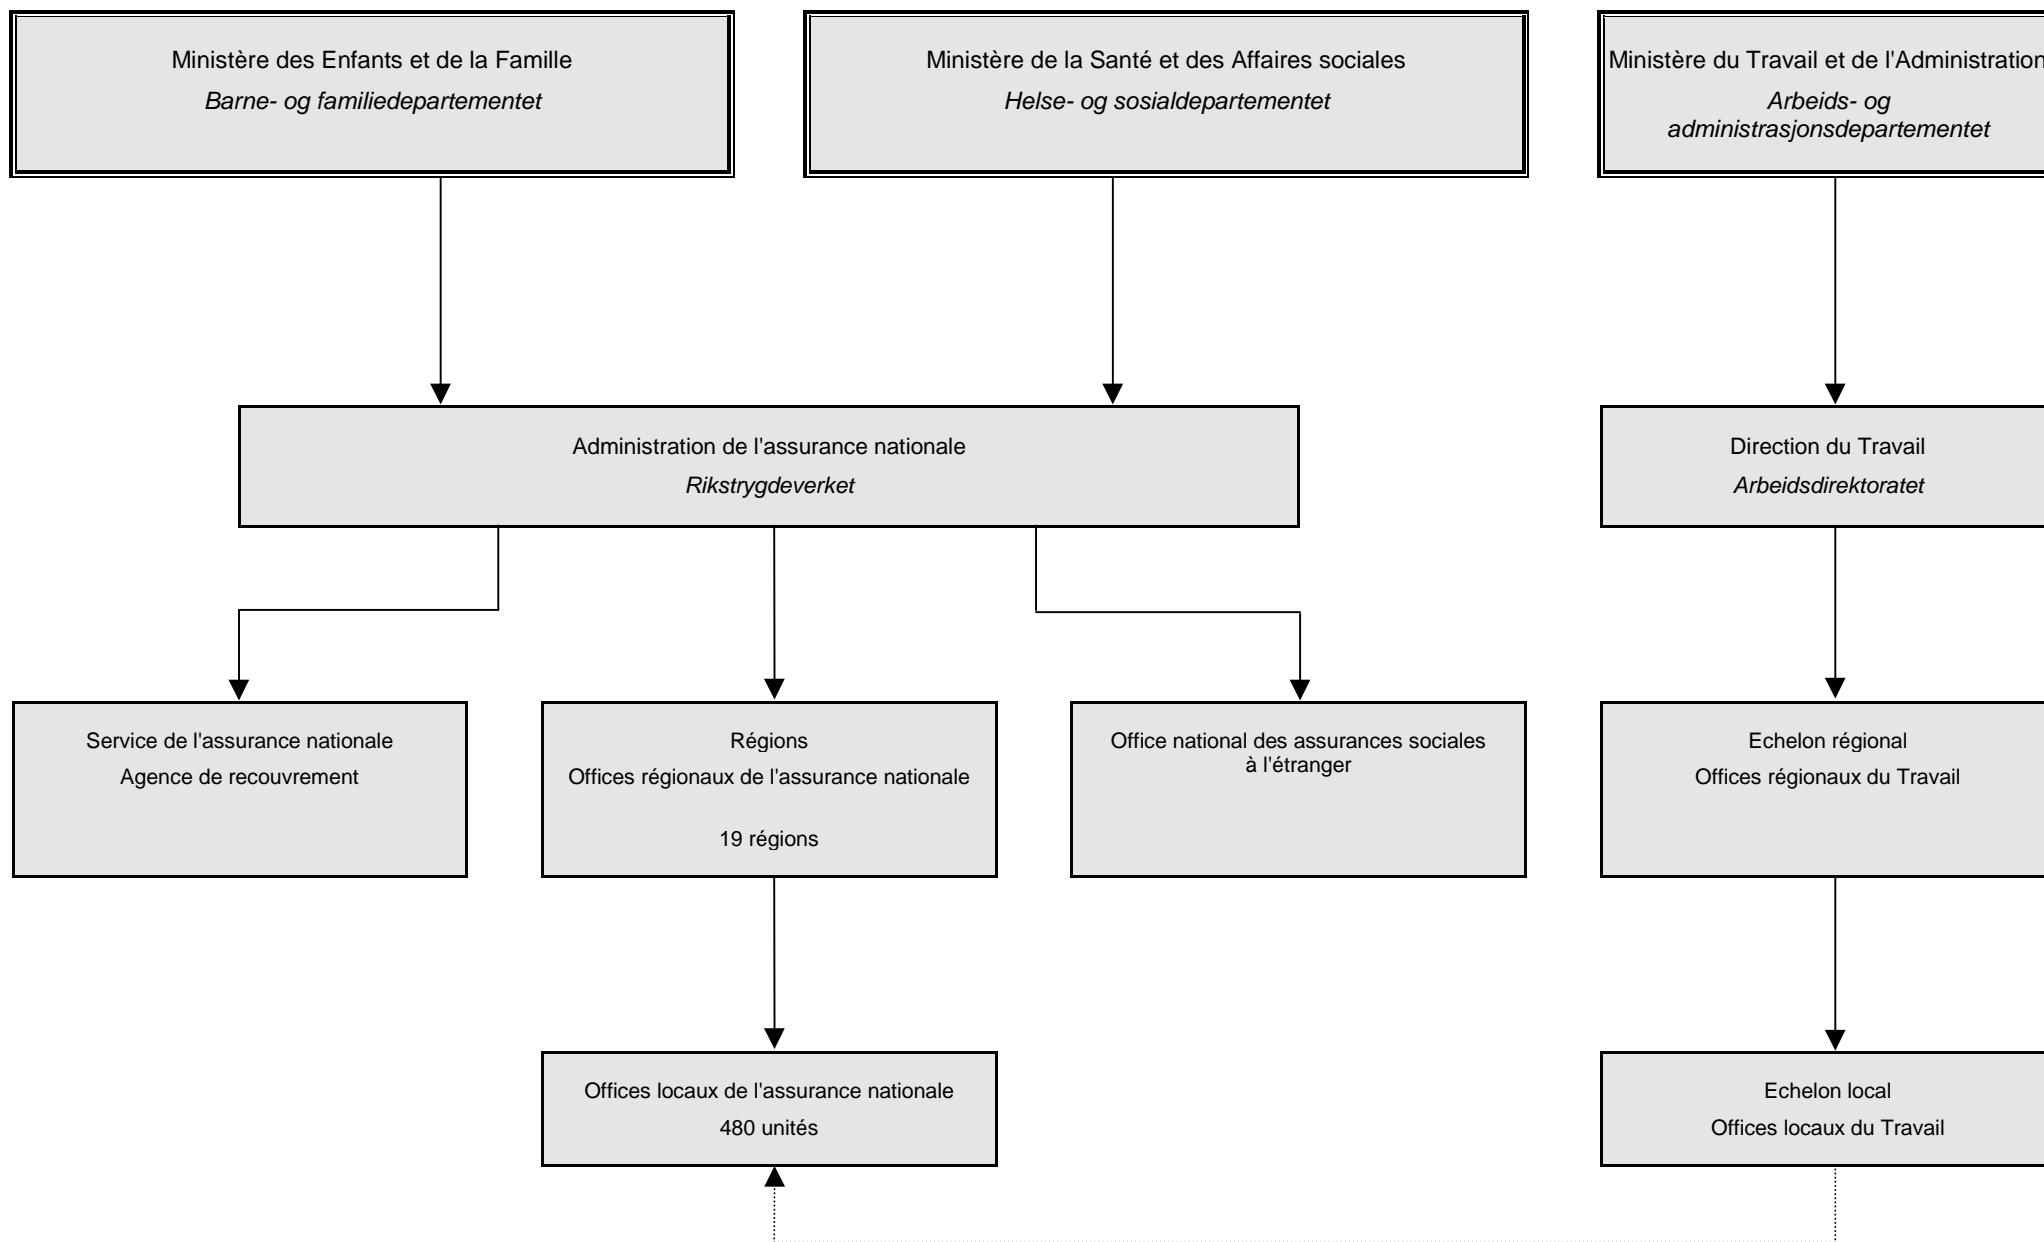 Ministère des Enfants et de la Famille
Barne- og familiedepartementet
Ministère de la Santé et des Affaires sociales
Helse- og sosialdepartementet
Ministère du Travail et de l'Administration
Arbeids- og
administrasjonsdepartementet
Administration de l'assurance nationale
Rikstrygdeverket
Direction du Travail
Arbeidsdirektoratet
Service de l'assurance nationale
Agence de recouvrement
Régions
Offices régionaux de l'assurance nationale
19 régions
Office national des assurances sociales
à l'étranger
Echelon régional
Offices régionaux du Travail
Offices locaux de l'assurance nationale
480 unités
Echelon local
Offices locaux du Travail